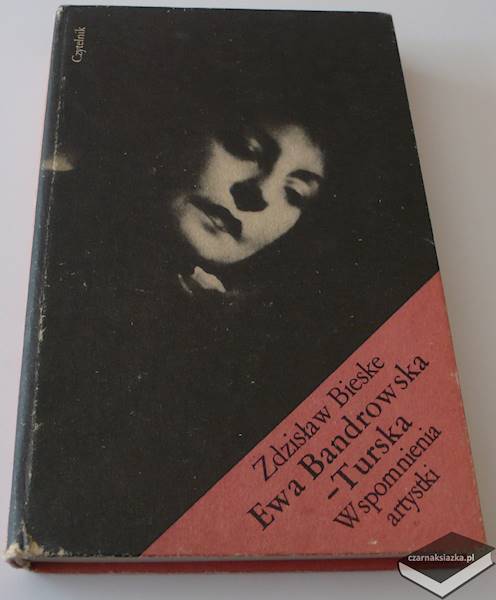 Czytelnik
Zdzisław Bieske
Ewa Bandrowska
-Turska
Wspomnienia
artystki
czarnaksiazka.pl